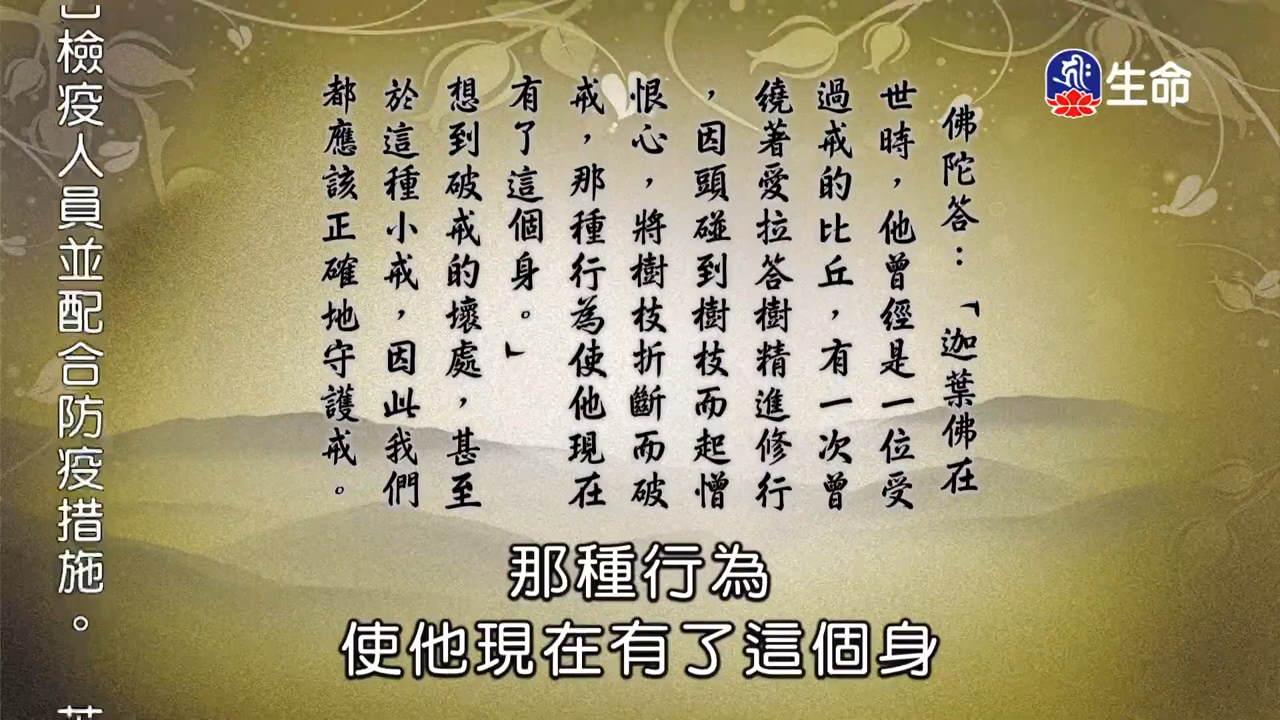 生命
佛陀答：「迦葉佛在
世時，他曾經是一位受
過戒的比丘，有一次曾
繞著愛拉答樹精進修行
，因頭碰到樹枝而起憎
恨心，將樹枝折斷而破
戒，那種行為使他現在
有了這個身。」
想到破戒的壞處，甚至
於這種小戒，因此我們
都應該正確地守護戒。
】檢疫人員並配合防疫措施。
那種行為
使他現在有了這個身